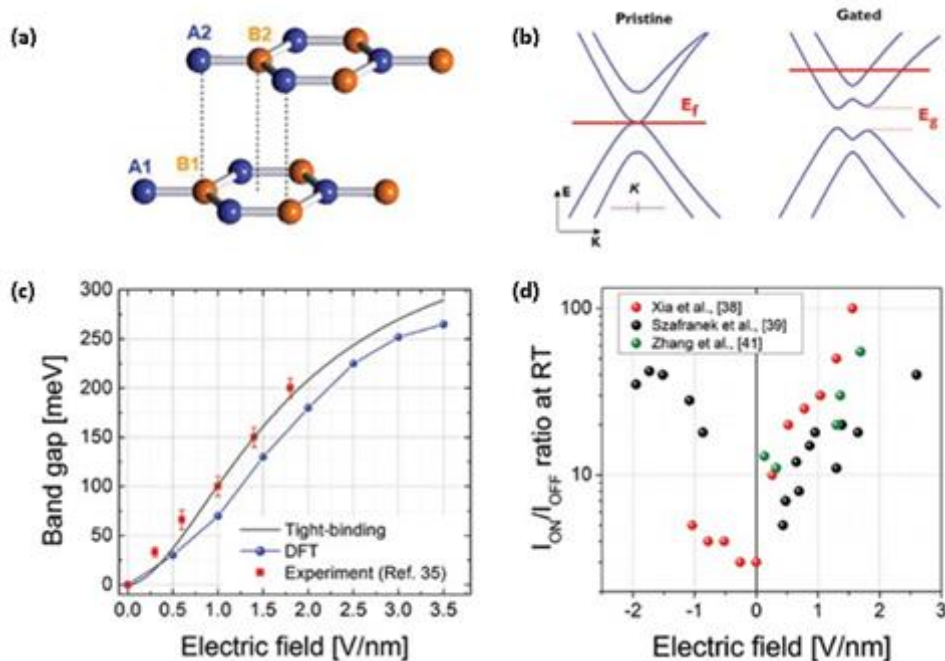 (a)
A2
B2
A1
B1
(b)
Pristine
Gated
E_f
E_g
K
E
K
(c)
Band gap [meV]
300
250
200
150
100
50
0
Tight-binding
DFT
Experiment (Ref. 35)
0.0 0.5 1.0 1.5 2.0 2.5 3.0 3.5
Electric field [V/nm]
(d)
I_ON/I_OFF ratio at RT
100
10
Xia et al., [38]
Szafranek et al., [39]
Zhang et al., [41]
-2 -1 0 1 2 3
Electric field [V/nm]